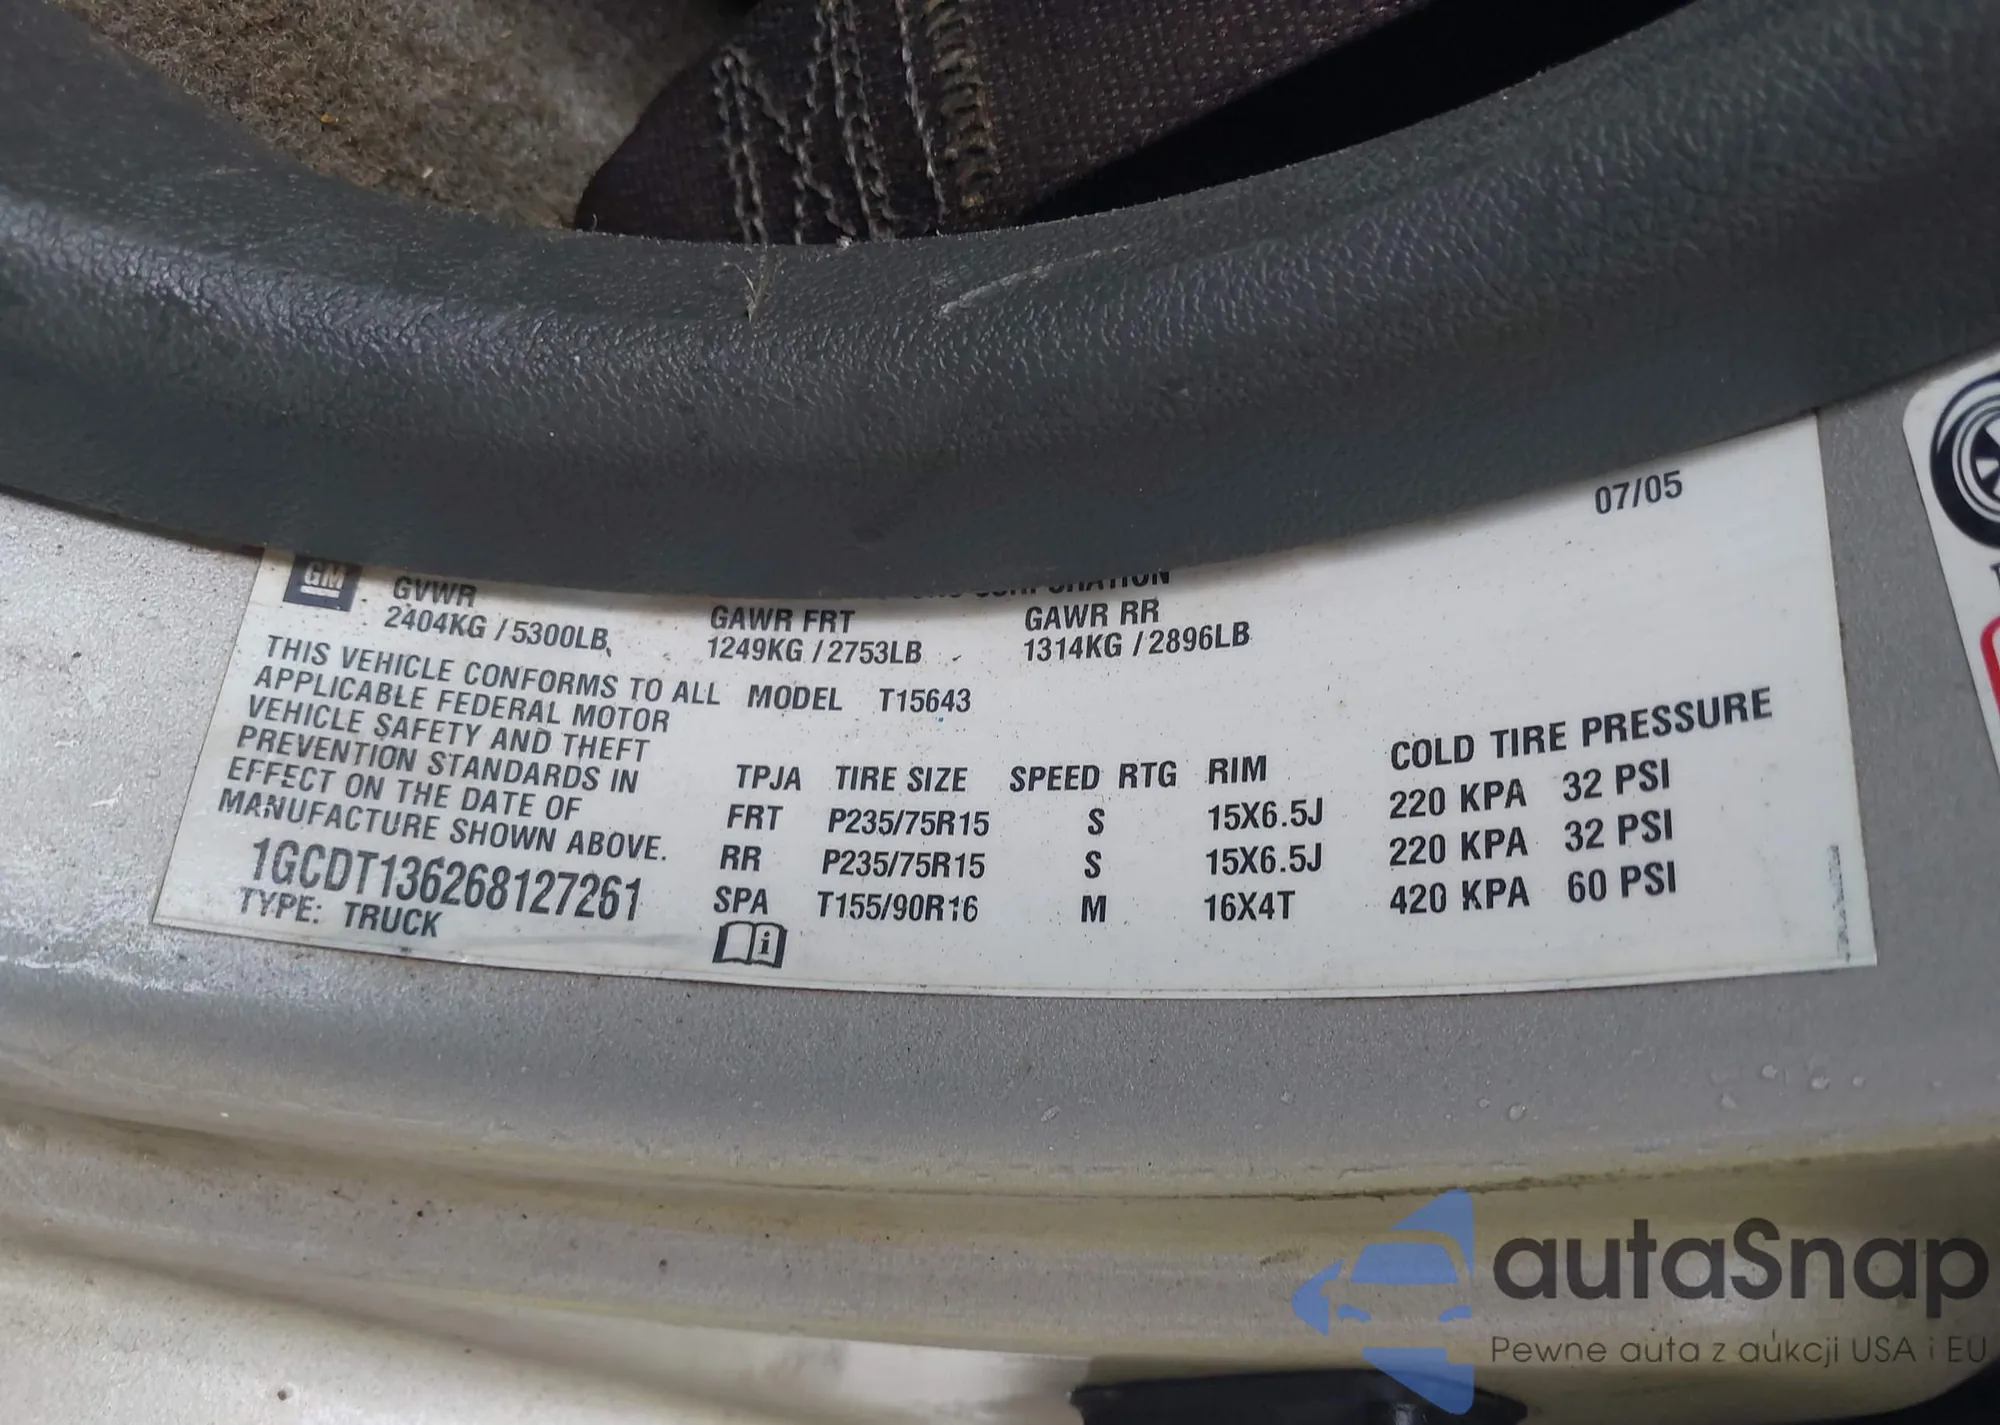 07/05
GM
CORPORATION
GVWR GAWR FRT GAWR RR
2404KG / 5300LB 1249KG / 2753LB 1314KG / 2896LB
THIS VEHICLE CONFORMS TO ALL
APPLICABLE FEDERAL MOTOR
VEHICLE SAFETY AND THEFT
PREVENTION STANDARDS IN
EFFECT ON THE DATE OF
MANUFACTURE SHOWN ABOVE.
1GCDT136268127261
TYPE: TRUCK
MODEL T15643
TPJA TIRE SIZE SPEED RTG RIM COLD TIRE PRESSURE
FRT P235/75R15 S 15X6.5J 220 KPA 32 PSI
RR P235/75R15 S 15X6.5J 220 KPA 32 PSI
SPA T155/90R16 M 16X4T 420 KPA 60 PSI
i
autaSnap
Pewne auta z aukcji USA i EU